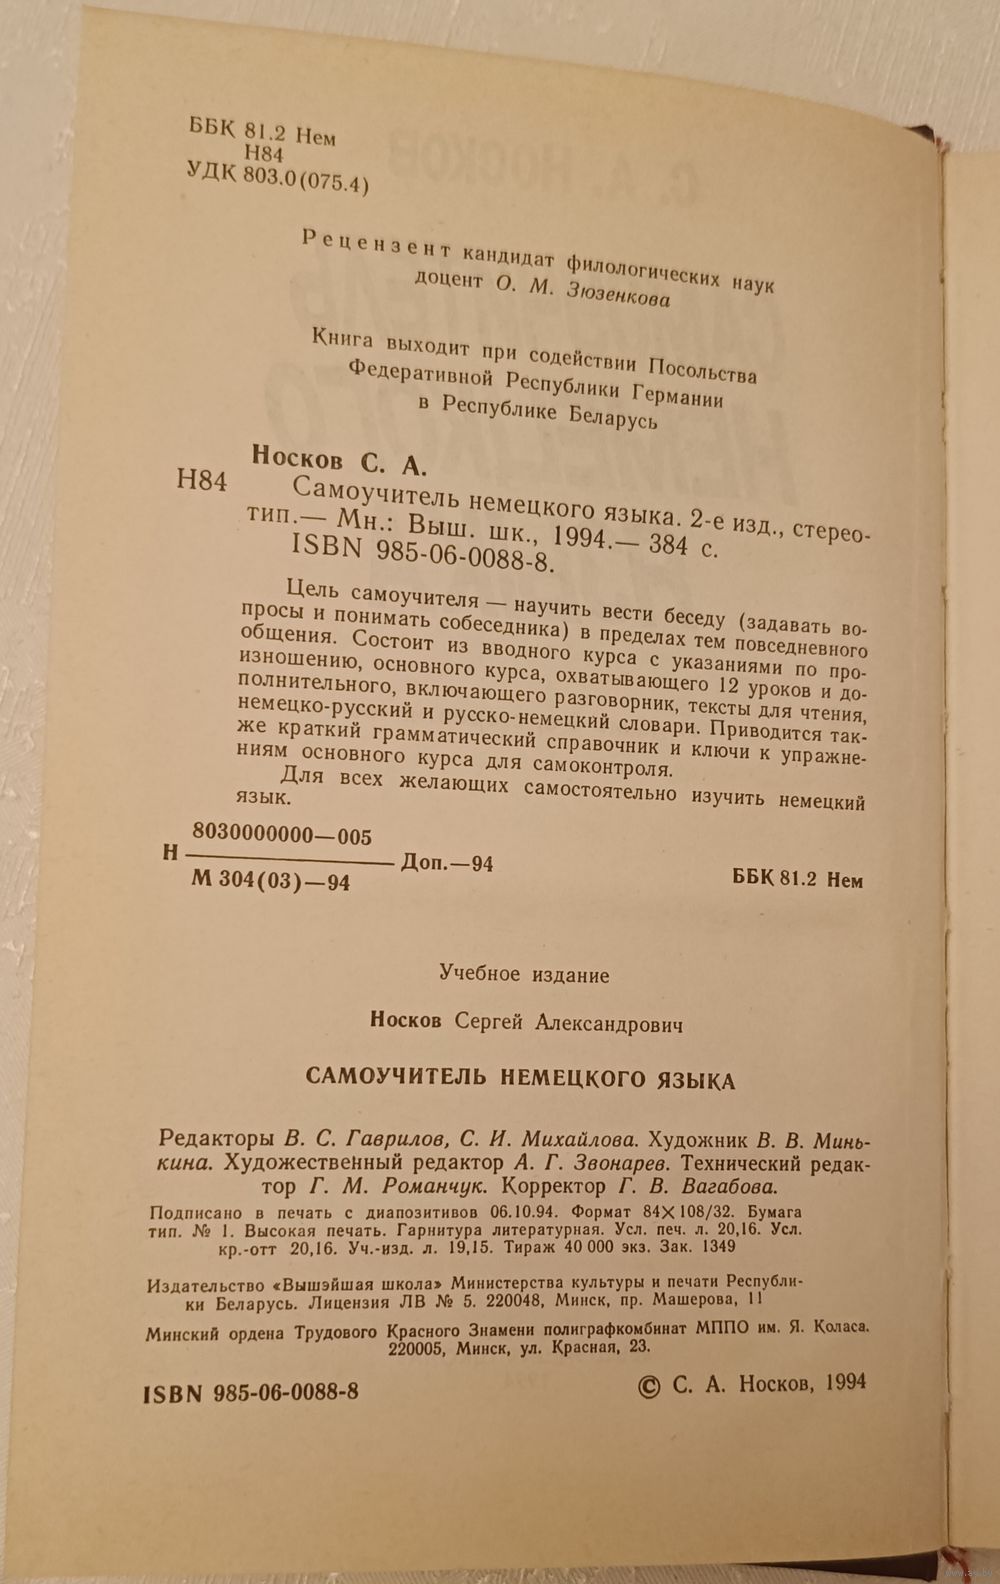 ББК 81.2 Нем
Н84
УДК 803.0(075.4)
Рецензент кандидат филологических наук
доцент О. М. Зюзенкова
Книга выходит при содействии Посольства
Федеративной Республики Германии
в Республике Беларусь
Носков С. А.
Н84 Самоучитель немецкого языка. 2-е изд., стерео-
тип.— Мн.: Выш. шк., 1994.— 384 с.
ISBN 985-06-0088-8.
Цель самоучителя — научить вести беседу (задавать во-
просы и понимать собеседника) в пределах тем повседневного
общения. Состоит из вводного курса с указаниями по про-
изношению, основного курса, охватывающего 12 уроков и до-
полнительного, включающего разговорник, тексты для чтения,
немецко-русский и русско-немецкий словари. Приводится так-
же краткий грамматический справочник и ключи к упражне-
ниям основного курса для самоконтроля.
Для всех желающих самостоятельно изучить немецкий
язык.
8030000000—005
Н Доп.—94
М 304(03)—94
ББК 81.2 Нем
Учебное издание
Носков Сергей Александрович
САМОУЧИТЕЛЬ НЕМЕЦКОГО ЯЗЫКА
Редакторы В. С. Гаврилов, С. И. Михайлова. Художник В. В. Минь-
кина. Художественный редактор А. Г. Звонарев. Технический редак-
тор Г. М. Романчук. Корректор Г. В. Вагабова.
Подписано в печать с диапозитивов 06.10.94. Формат 84×108/32. Бумага
тип. № 1. Высокая печать. Гарнитура литературная. Усл. печ. л. 20,16. Усл.
кр.-отт 20,16. Уч.-изд. л. 19,15. Тираж 40 000 экз. Зак. 1349
Издательство «Вышэйшая школа» Министерства культуры и печати Республи-
ки Беларусь. Лицензия ЛВ № 5. 220048, Минск, пр. Машерова, 11
Минский ордена Трудового Красного Знамени полиграфкомбинат МППО им. Я. Коласа.
220005, Минск, ул. Красная, 23.
ISBN 985-06-0088-8
© С. А. Носков, 1994